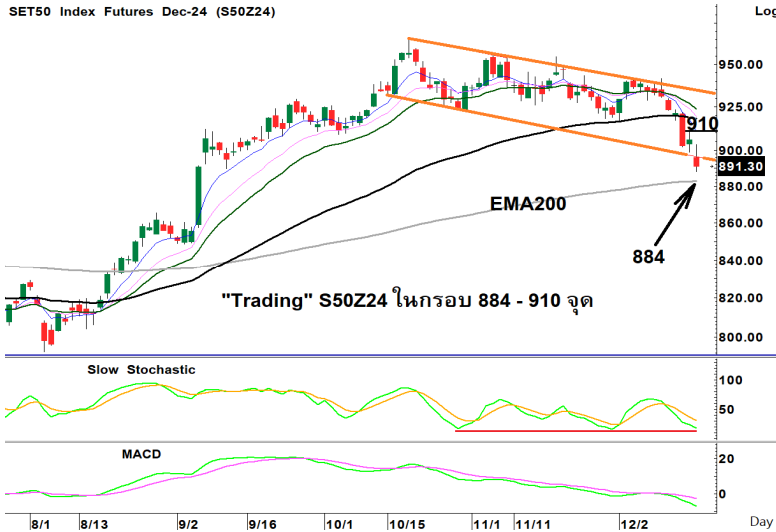 SET50 Index Futures Dec-24 (S50Z24)
Log
950.00
925.00
910
900.00
891.30
880.00
EMA200
860.00
884
840.00
"Trading" S50Z24 ในกรอบ 884 - 910 จุด
820.00
800.00
Slow Stochastic
100
50
MACD
20
0
8/1 8/13 9/2 9/16 10/1 10/15 11/1 11/11 12/2 Day